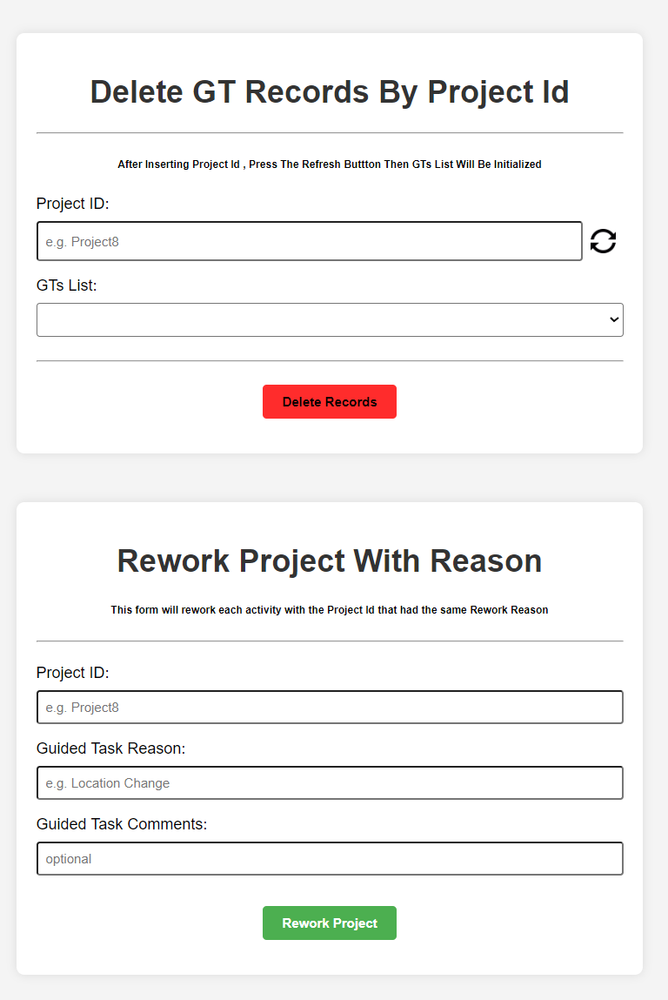 Delete GT Records By Project Id
After Inserting Project Id , Press The Refresh Buttton Then GTs List Will Be Initialized
Project ID:
e.g. Project8
GTs List:
Delete Records
Rework Project With Reason
This form will rework each activity with the Project Id that had the same Rework Reason
Project ID:
e.g. Project8
Guided Task Reason:
e.g. Location Change
Guided Task Comments:
optional
Rework Project